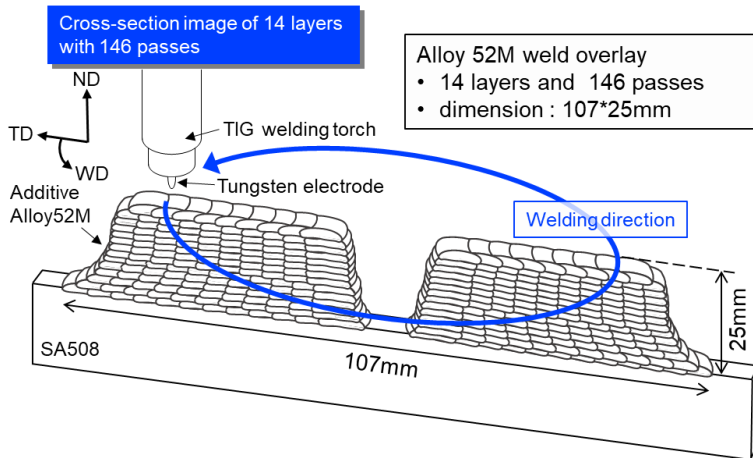 Cross-section image of 14 layers
with 146 passes
ND
TD
WD
TIG welding torch
Tungsten electrode
Additive
Alloy52M
Alloy 52M weld overlay
• 14 layers and 146 passes
• dimension : 107*25mm
Welding direction
25mm
107mm
SA508